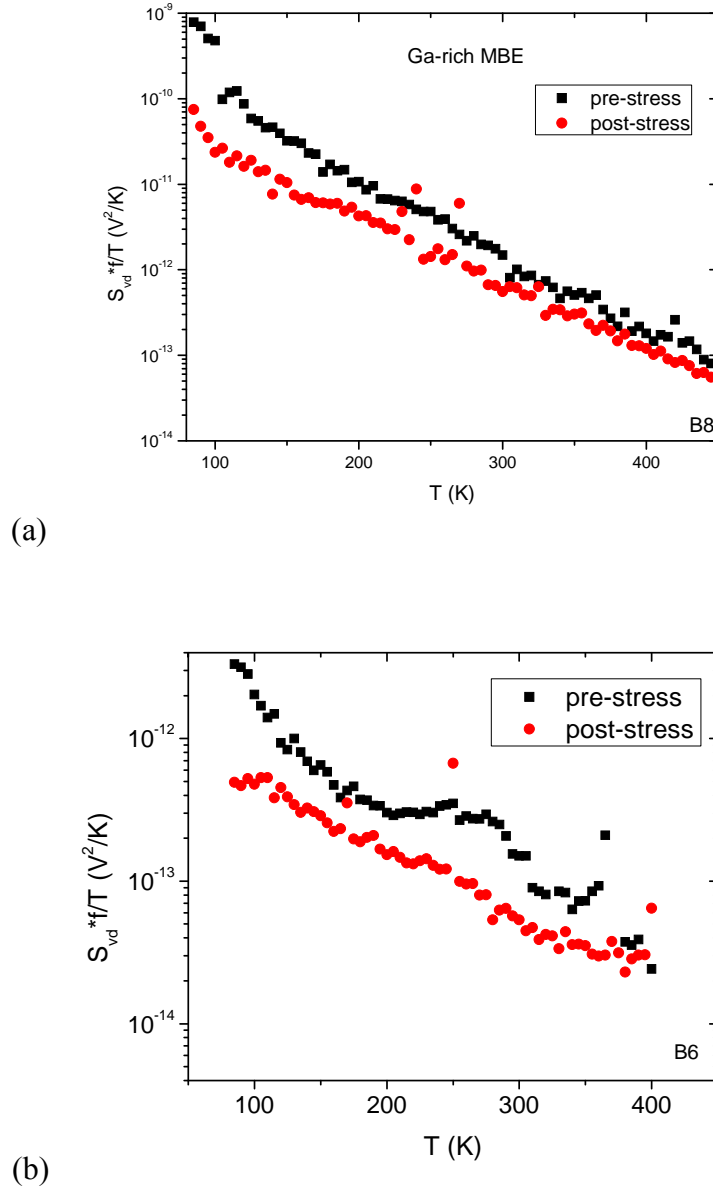 10⁻⁹
10⁻¹⁰
10⁻¹¹
10⁻¹²
10⁻¹³
10⁻¹⁴
S_vd*f/T (V²/K)
Ga-rich MBE
pre-stress
post-stress
B8
100 200 300 400
T (K)
(a)
10⁻¹²
10⁻¹³
10⁻¹⁴
S_vd*f/T (V²/K)
pre-stress
post-stress
B6
100 200 300 400
T (K)
(b)